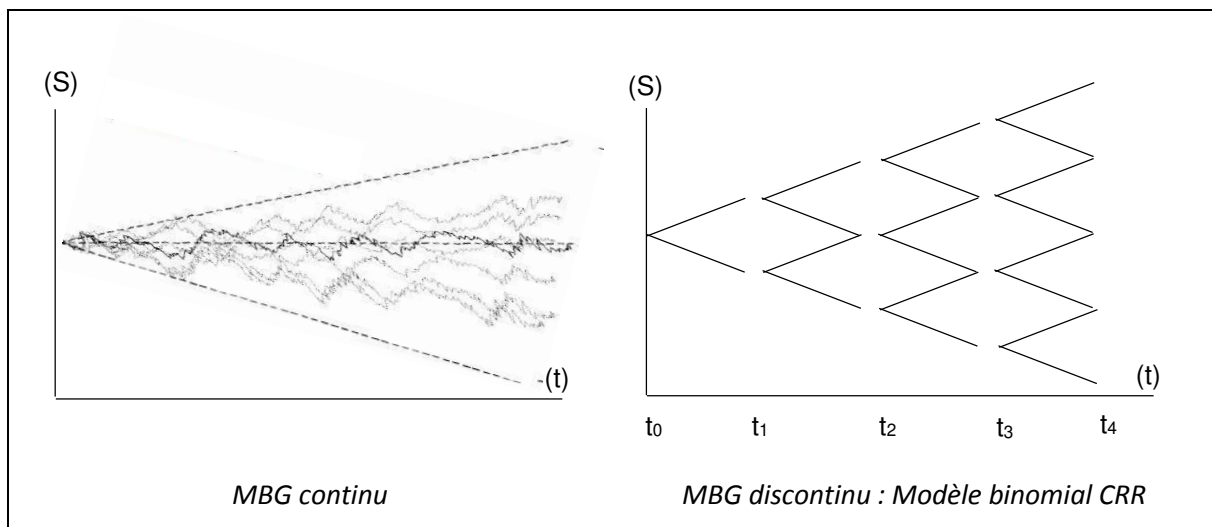 (S)
(t)
MBG continu
(S)
(t)
t0 t1 t2 t3 t4
MBG discontinu : Modèle binomial CRR